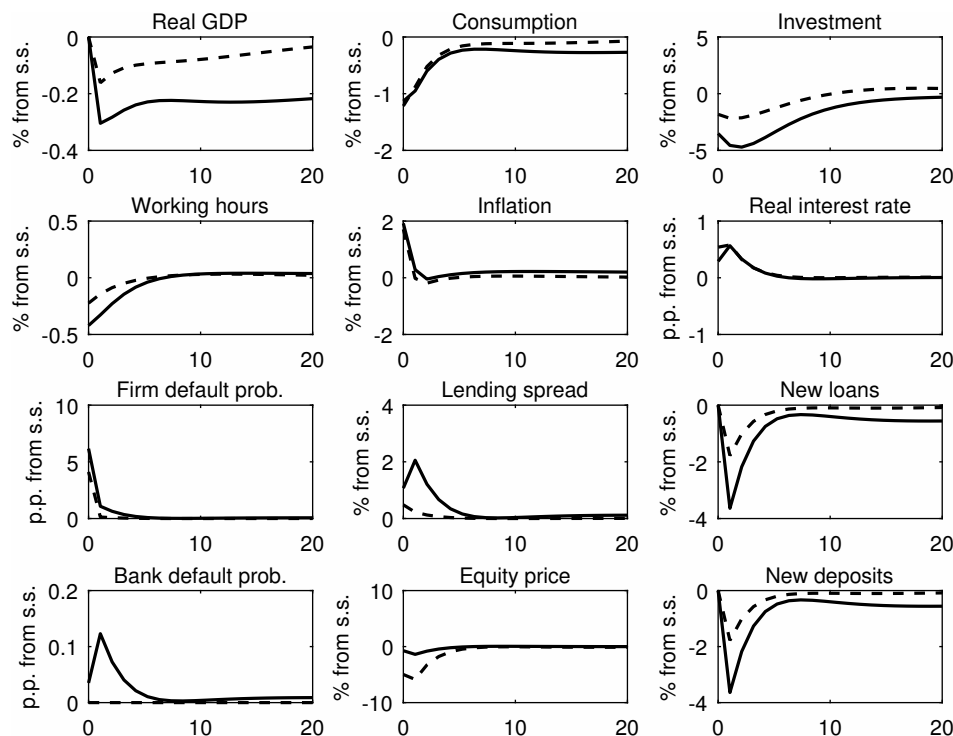 Real GDP
% from s.s.
0
-0.2
-0.4
0 10 20
Consumption
% from s.s.
0
-1
-2
0 10 20
Investment
% from s.s.
5
0
-5
0 10 20
Working hours
% from s.s.
0.5
0
-0.5
0 10 20
Inflation
% from s.s.
2
0
-2
0 10 20
Real interest rate
p.p. from s.s.
1
0
-1
0 10 20
Firm default prob.
p.p. from s.s.
10
5
0
0 10 20
Lending spread
% from s.s.
4
2
0
0 10 20
New loans
% from s.s.
0
-2
-4
0 10 20
Bank default prob.
p.p. from s.s.
0.2
0.1
0
0 10 20
Equity price
% from s.s.
10
0
-10
0 10 20
New deposits
% from s.s.
0
-2
-4
0 10 20